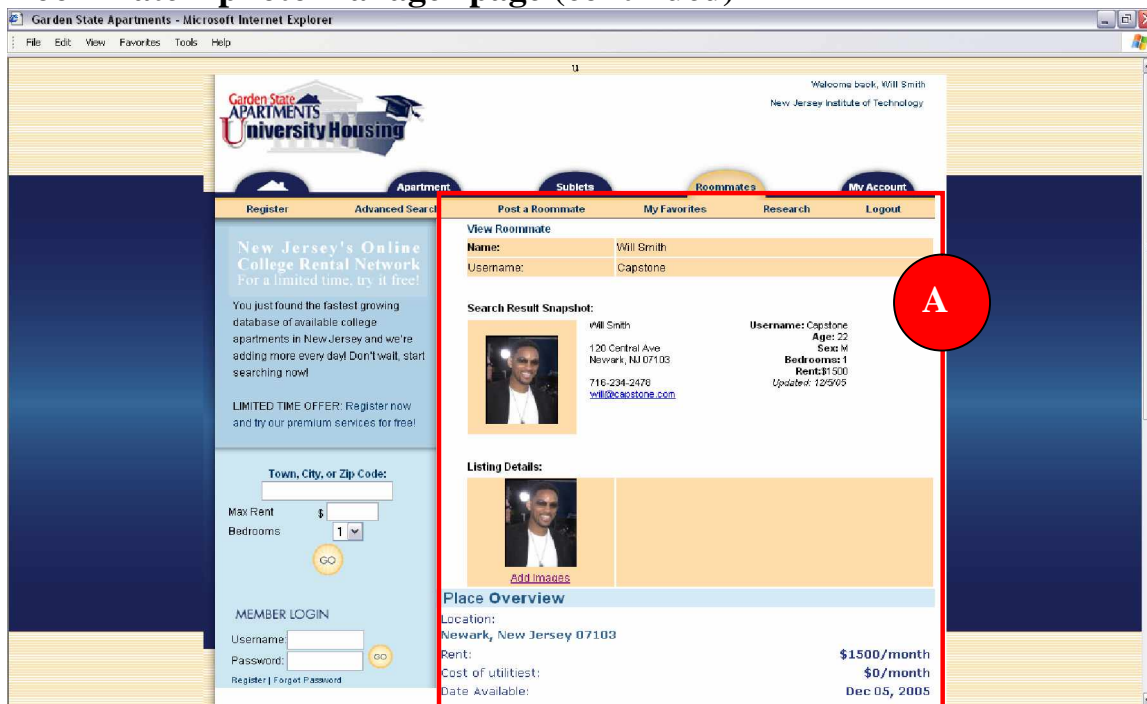 Garden State Apartments - Microsoft Internet Explorer
File Edit View Favorites Tools Help
u
Welcome back, Will Smith
New Jersey Institute of Technology
Garden State
APARTMENTS
University Housing
Apartment Sublets Roommates My Account
Register Advanced Search Post a Roommate My Favorites Research Logout
New Jersey's Online
College Rental Network
For a limited time, try it free!
You just found the fastest growing
database of available college
apartments in New Jersey and we're
adding more every day! Don't wait, start
searching now!
LIMITED TIME OFFER: Register now
and try our premium services for free!
Town, City, or Zip Code:
Max Rent $
Bedrooms 1
GO
MEMBER LOGIN
Username:
Password:
GO
Register | Forgot Password
View Roommate
Name: Will Smith
Username: Capstone
A
Search Result Snapshot:
Will Smith
120 Central Ave
Newark, NJ 07103
716-234-2478
will@capstone.com
Username: Capstone
Age: 22
Sex: M
Bedrooms: 1
Rent:$1500
Updated: 12/5/05
Listing Details:
Add Images
Place Overview
Location:
Newark, New Jersey 07103
Rent: $1500/month
Cost of utilitiest: $0/month
Date Available: Dec 05, 2005